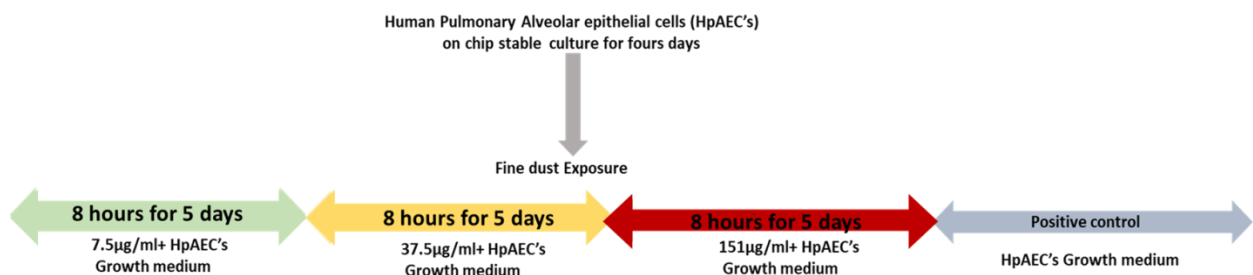 Human Pulmonary Alveolar epithelial cells (HpAEC's)
on chip stable culture for fours days
Fine dust Exposure
8 hours for 5 days
7.5µg/ml+ HpAEC's
Growth medium
8 hours for 5 days
37.5µg/ml+ HpAEC's
Growth medium
8 hours for 5 days
151µg/ml+ HpAEC's
Growth medium
Positive control
HpAEC's Growth medium